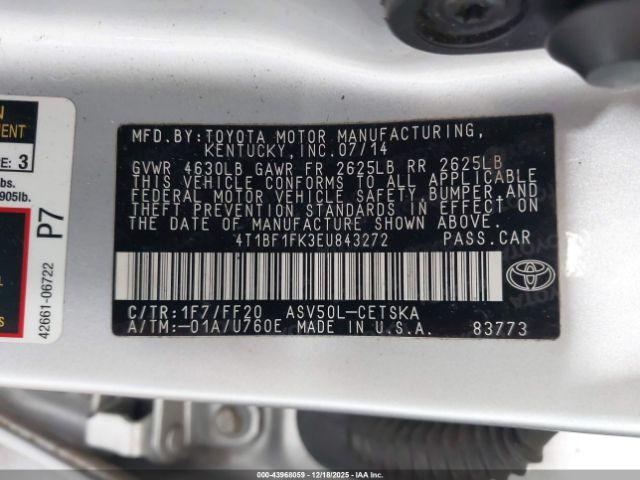 MFD.BY:TOYOTA MOTOR MANUFACTURING,
KENTUCKY, INC.07/14
GVWR 4630LB GAWR FR 2625LB RR 2625LB
THIS VEHICLE CONFORMS TO ALL APPLICABLE
FEDERAL MOTOR VEHICLE SAFETY, BUMPER AND
THEFT PREVENTION STANDARDS IN EFFECT ON
THE DATE OF MANUFACTURE SHOWN ABOVE.
4T1BF1FK3EU843272 PASS.CAR
C/TR:1F7/FF20 ASV50L-CETSKA
A/TM:-01A/U760E MADE IN U.S.A. 83773
TOYOTA
3
905lb.
P7
42661-06722
000-43968059 | 12/18/2025 - IAA Inc.